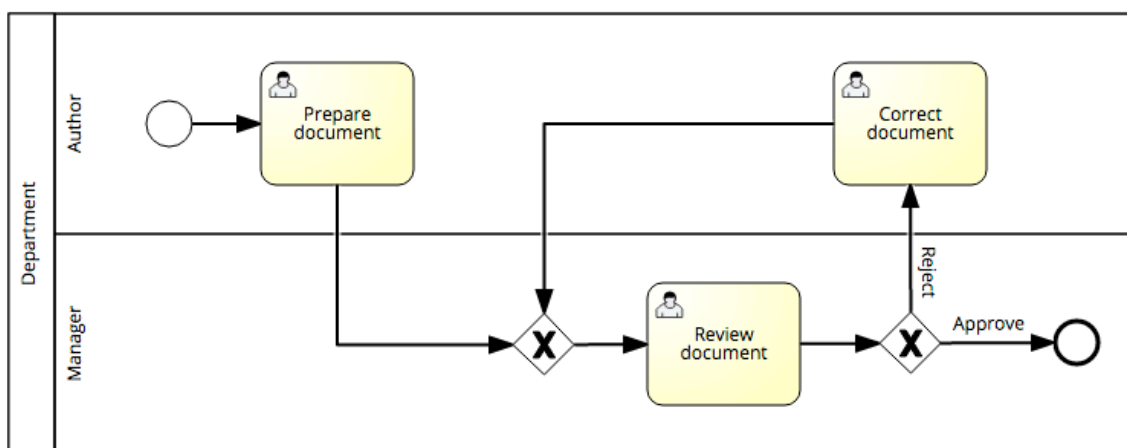 Department
Author
Prepare
document
Correct
document
Reject
Manager
Review
document
Approve
X
X